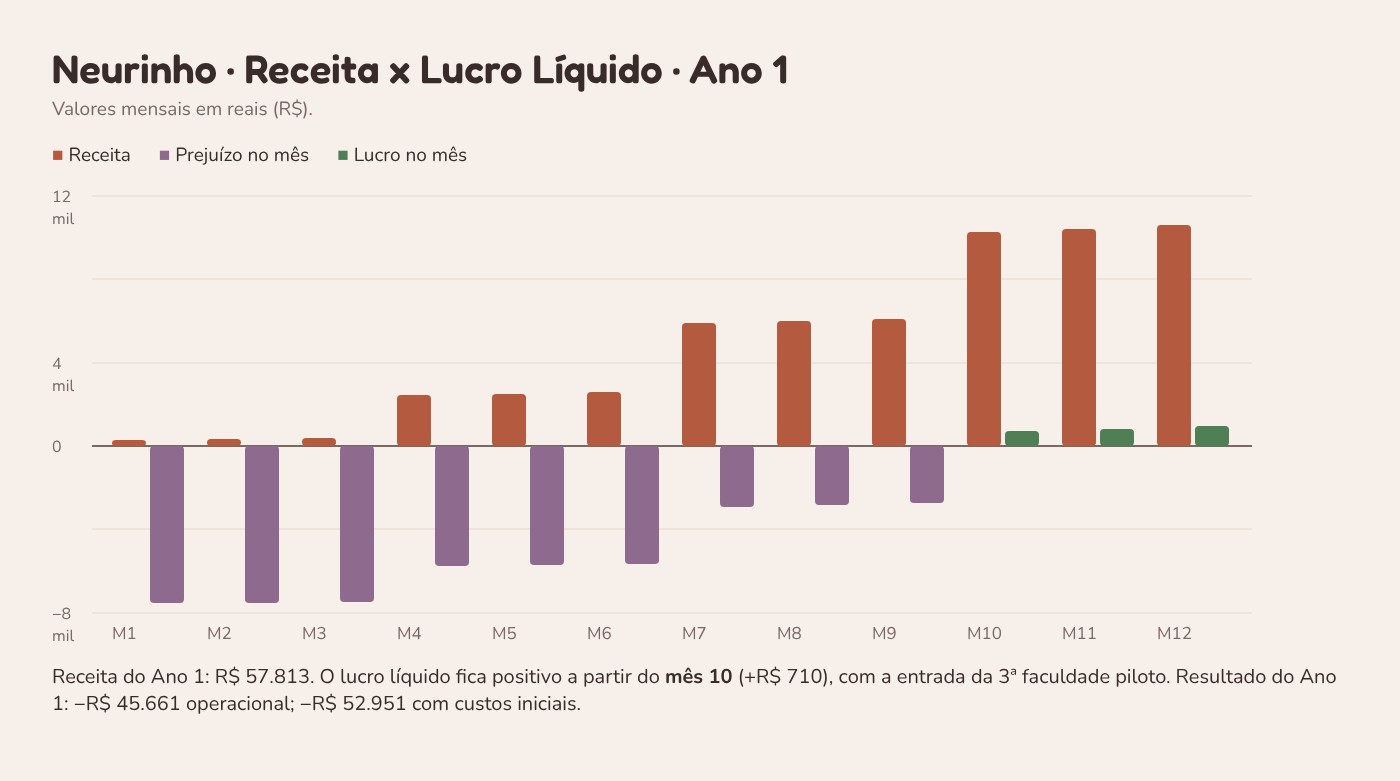 Neurinho · Receita x Lucro Líquido · Ano 1
Valores mensais em reais (R$).
■ Receita ■ Prejuízo no mês ■ Lucro no mês
12
mil
4
mil
0
−8
mil
M1 M2 M3 M4 M5 M6 M7 M8 M9 M10 M11 M12
Receita do Ano 1: R$ 57.813. O lucro líquido fica positivo a partir do mês 10 (+R$ 710), com a entrada da 3ª faculdade piloto. Resultado do Ano
1: −R$ 45.661 operacional; −R$ 52.951 com custos iniciais.